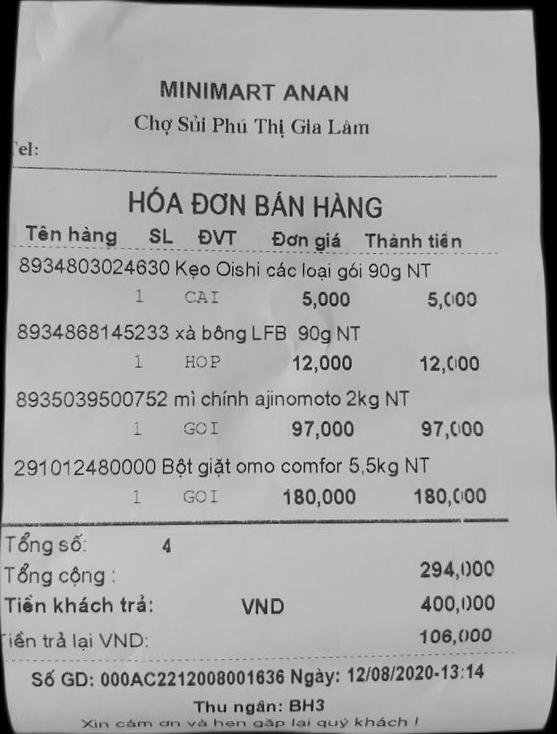 MINIMART ANAN
Chợ Sủi Phú Thị Gia Lâm
Tel:
HÓA ĐƠN BÁN HÀNG
Tên hàng SL ĐVT Đơn giá Thành tiền
8934803024630 Kẹo Oishi các loại gói 90g NT
1 CAI 5,000 5,000
8934868145233 xà bông LFB 90g NT
1 HOP 12,000 12,000
8935039500752 mì chính ajinomoto 2kg NT
1 GOI 97,000 97,000
291012480000 Bột giặt omo comfor 5,5kg NT
1 GOI 180,000 180,000
Tổng số: 4
Tổng cộng : 294,000
Tiền khách trả: VND 400,000
Tiền trả lại VND: 106,000
Số GD: 000AC2212008001636 Ngày: 12/08/2020-13:14
Thu ngân: BH3
Xin cảm ơn và hẹn gặp lại quý khách !